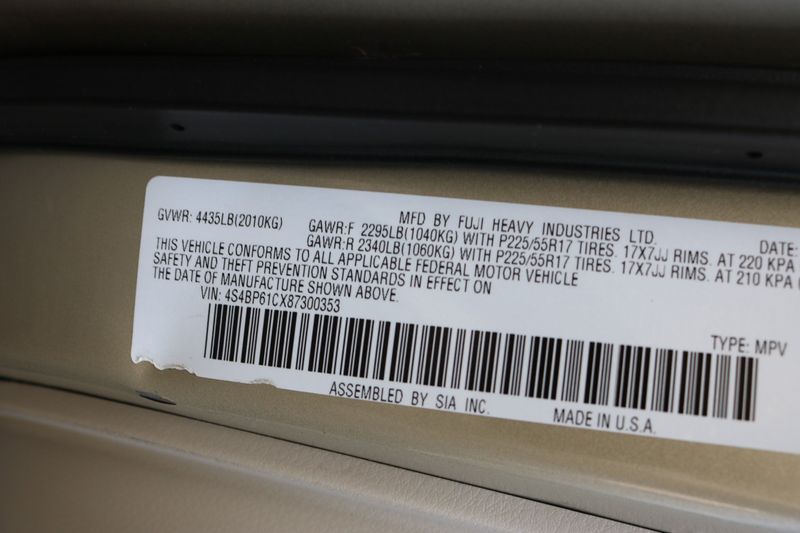 MFD BY FUJI HEAVY INDUSTRIES LTD. DATE:
GVWR: 4435LB(2010KG) GAWR:F 2295LB(1040KG) WITH P225/55R17 TIRES. 17X7JJ RIMS. AT 220 KPA
GAWR:R 2340LB(1060KG) WITH P225/55R17 TIRES. 17X7JJ RIMS. AT 210 KPA (
THIS VEHICLE CONFORMS TO ALL APPLICABLE FEDERAL MOTOR VEHICLE
SAFETY AND THEFT PREVENTION STANDARDS IN EFFECT ON
THE DATE OF MANUFACTURE SHOWN ABOVE.
VIN: 4S4BP61CX87300353
TYPE: MPV
ASSEMBLED BY SIA INC. MADE IN U.S.A.